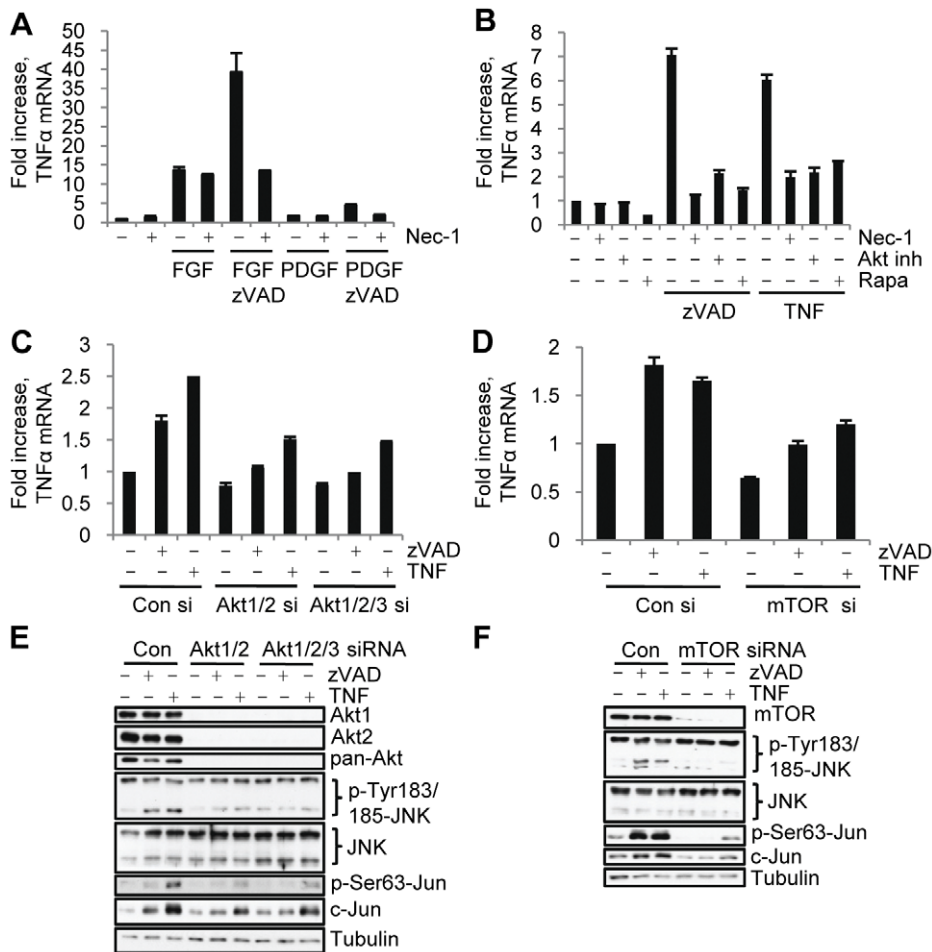 A
Fold increase,
TNFα mRNA
50
45
40
35
30
25
20
15
10
5
0
– + – + – + – + – + Nec-1
FGF FGF PDGF PDGF
zVAD zVAD
B
Fold increase,
TNFα mRNA
8
7
6
5
4
3
2
1
0
– + – – – + – – – + – – Nec-1
– – + – – – + – – – + – Akt inh
– – – + – – – + – – – + Rapa
zVAD TNF
C
Fold increase,
TNFα mRNA
3
2.5
2
1.5
1
0.5
0
– + – – + – – + – zVAD
– – + – – + – – + TNF
Con si Akt1/2 si Akt1/2/3 si
D
Fold increase,
TNFα mRNA
2
1.5
1
0.5
0
– + – – + – zVAD
– – + – – + TNF
Con si mTOR si
E
Con Akt1/2 Akt1/2/3 siRNA
– + – – + – – + – zVAD
– – + – – + – – + TNF
Akt1
Akt2
pan-Akt
p-Tyr183/
185-JNK
JNK
p-Ser63-Jun
c-Jun
Tubulin
F
Con mTOR siRNA
– + – – + – zVAD
– – + – – + TNF
mTOR
p-Tyr183/
185-JNK
JNK
p-Ser63-Jun
c-Jun
Tubulin